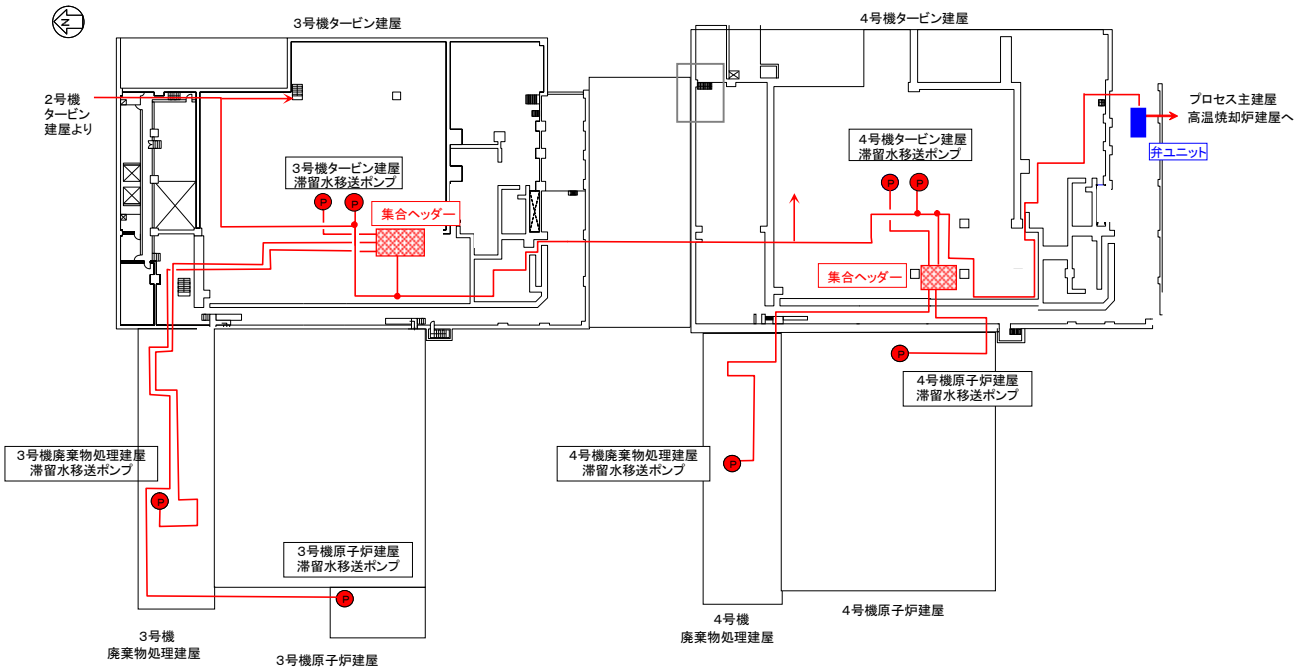 N
3号機タービン建屋
4号機タービン建屋
2号機
タービン
建屋より
プロセス主建屋
高温焼却炉建屋へ
弁ユニット
3号機タービン建屋
滞留水移送ポンプ
P
P
集合ヘッダー
4号機タービン建屋
滞留水移送ポンプ
P
P
集合ヘッダー
P
4号機原子炉建屋
滞留水移送ポンプ
3号機廃棄物処理建屋
滞留水移送ポンプ
P
4号機廃棄物処理建屋
滞留水移送ポンプ
P
3号機原子炉建屋
滞留水移送ポンプ
P
3号機
廃棄物処理建屋
3号機原子炉建屋
4号機
廃棄物処理建屋
4号機原子炉建屋